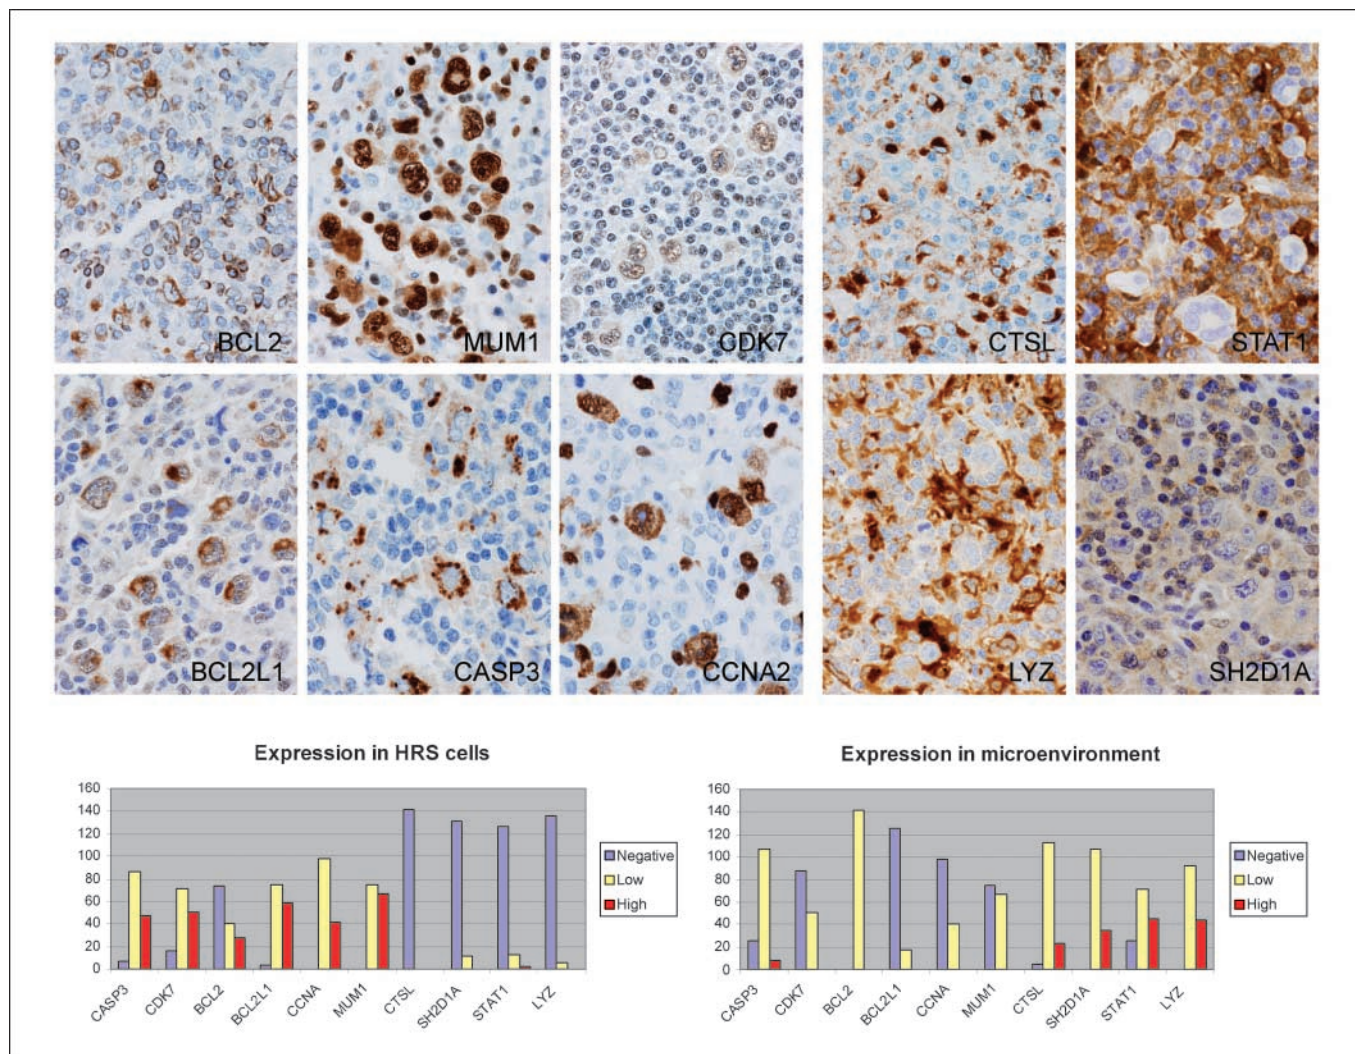 BCL2 MUM1 CDK7 CTSL STAT1
BCL2L1 CASP3 CCNA2 LYZ SH2D1A
Expression in HRS cells
160
140
120
100
80
60
40
20
0
CASP3 CDK7 BCL2 BCL2L1 CCNA MUM1 CTSL SH2D1A STAT1 LYZ
Negative
Low
High
Expression in microenvironment
160
140
120
100
80
60
40
20
0
CASP3 CDK7 BCL2 BCL2L1 CCNA MUM1 CTSL SH2D1A STAT1 LYZ
Negative
Low
High